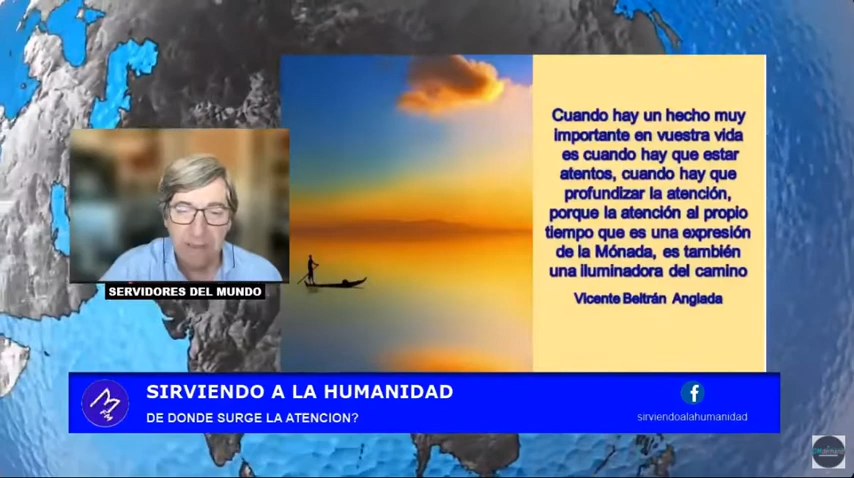 Cuando hay un hecho muy
importante en vuestra vida
es cuando hay que estar
atentos, cuando hay que
profundizar la atención,
porque la atención al propio
tiempo que es una expresión
de la Mónada, es también
una iluminadora del camino
Vicente Beltrán Anglada
SERVIDORES DEL MUNDO
SIRVIENDO A LA HUMANIDAD
DE DONDE SURGE LA ATENCION?
sirviendoalahumanidad